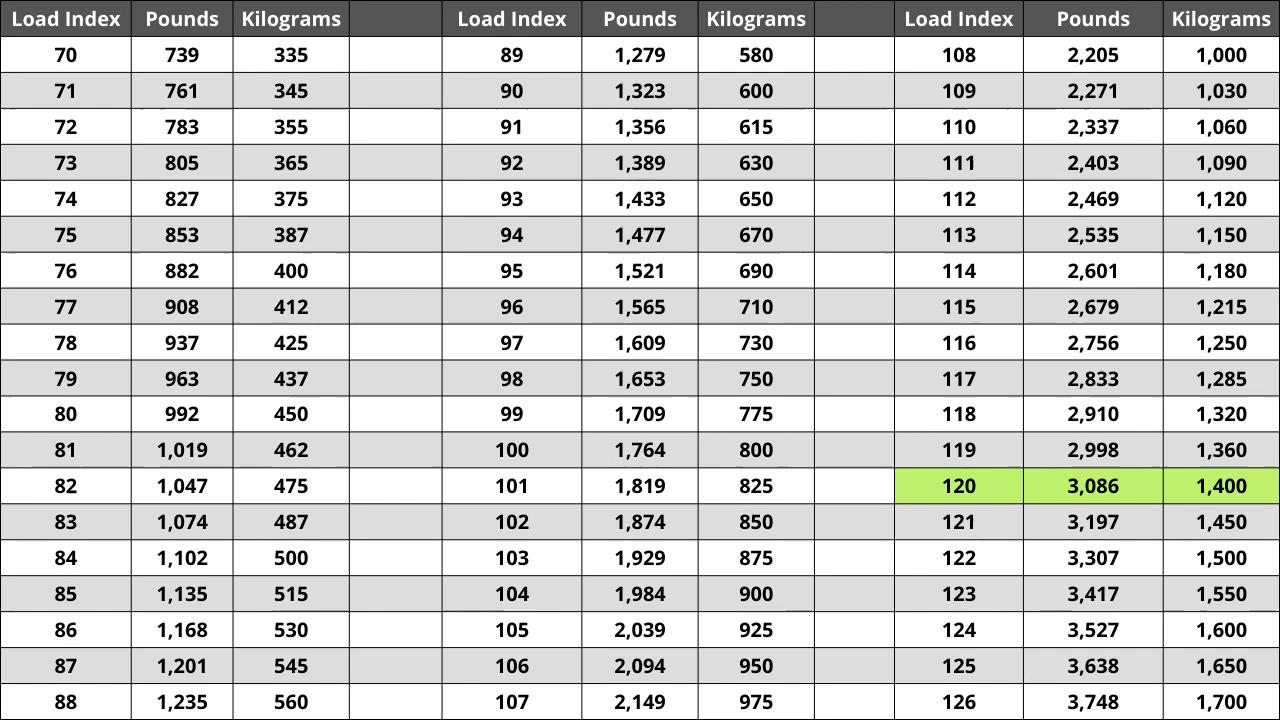 Load Index Pounds Kilograms Load Index Pounds Kilograms Load Index Pounds Kilograms
70 739 335 89 1,279 580 108 2,205 1,000
71 761 345 90 1,323 600 109 2,271 1,030
72 783 355 91 1,356 615 110 2,337 1,060
73 805 365 92 1,389 630 111 2,403 1,090
74 827 375 93 1,433 650 112 2,469 1,120
75 853 387 94 1,477 670 113 2,535 1,150
76 882 400 95 1,521 690 114 2,601 1,180
77 908 412 96 1,565 710 115 2,679 1,215
78 937 425 97 1,609 730 116 2,756 1,250
79 963 437 98 1,653 750 117 2,833 1,285
80 992 450 99 1,709 775 118 2,910 1,320
81 1,019 462 100 1,764 800 119 2,998 1,360
82 1,047 475 101 1,819 825 120 3,086 1,400
83 1,074 487 102 1,874 850 121 3,197 1,450
84 1,102 500 103 1,929 875 122 3,307 1,500
85 1,135 515 104 1,984 900 123 3,417 1,550
86 1,168 530 105 2,039 925 124 3,527 1,600
87 1,201 545 106 2,094 950 125 3,638 1,650
88 1,235 560 107 2,149 975 126 3,748 1,700